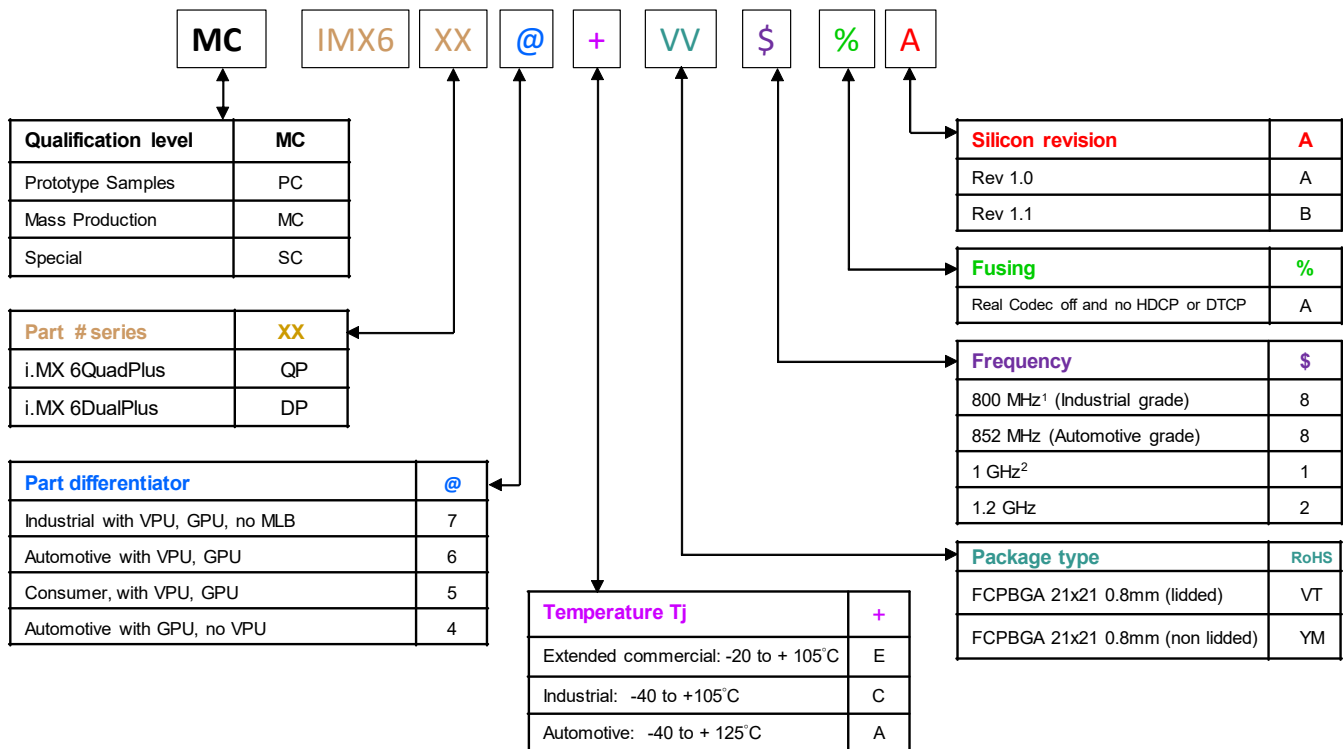 MC IMX6 XX @ + VV $ % A
Qualification level MC
Prototype Samples PC
Mass Production MC
Special SC
Part # series XX
i.MX 6QuadPlus QP
i.MX 6DualPlus DP
Part differentiator @
Industrial with VPU, GPU, no MLB 7
Automotive with VPU, GPU 6
Consumer, with VPU, GPU 5
Automotive with GPU, no VPU 4
Temperature Tj +
Extended commercial: -20 to + 105°C E
Industrial: -40 to +105°C C
Automotive: -40 to + 125°C A
Silicon revision A
Rev 1.0 A
Rev 1.1 B
Fusing %
Real Codec off and no HDCP or DTCP A
Frequency $
800 MHz¹ (Industrial grade) 8
852 MHz (Automotive grade) 8
1 GHz² 1
1.2 GHz 2
Package type RoHS
FCPBGA 21x21 0.8mm (lidded) VT
FCPBGA 21x21 0.8mm (non lidded) YM